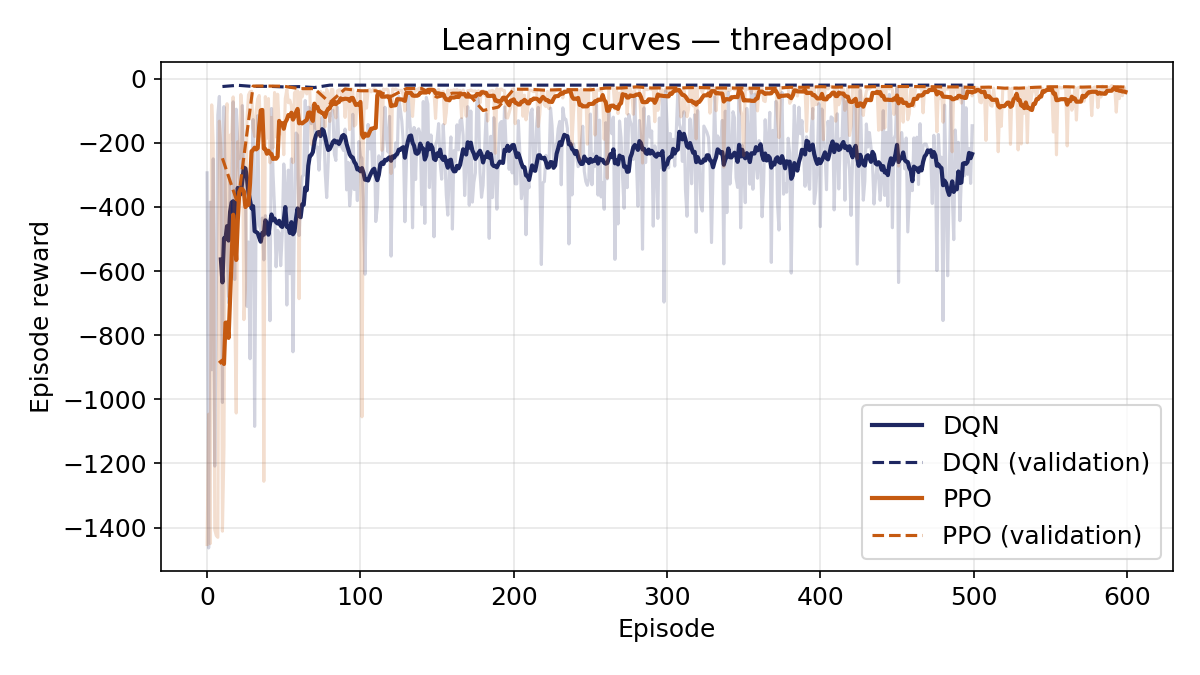 Learning curves — threadpool
Episode reward
0
−200
−400
−600
−800
−1000
−1200
−1400
0 100 200 300 400 500 600
Episode
DQN
DQN (validation)
PPO
PPO (validation)